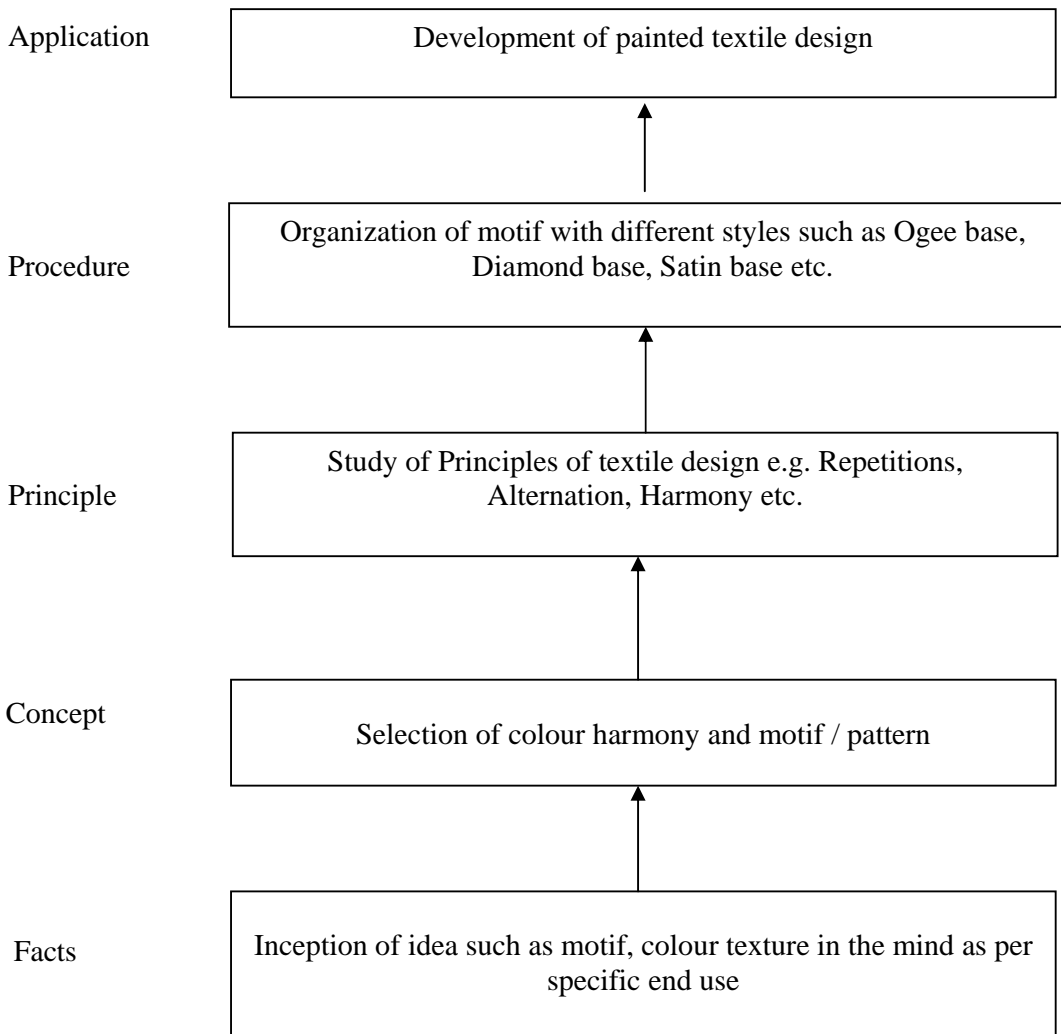 Application
Development of painted textile design
Procedure
Organization of motif with different styles such as Ogee base,
Diamond base, Satin base etc.
Principle
Study of Principles of textile design e.g. Repetitions,
Alternation, Harmony etc.
Concept
Selection of colour harmony and motif / pattern
Facts
Inception of idea such as motif, colour texture in the mind as per
specific end use